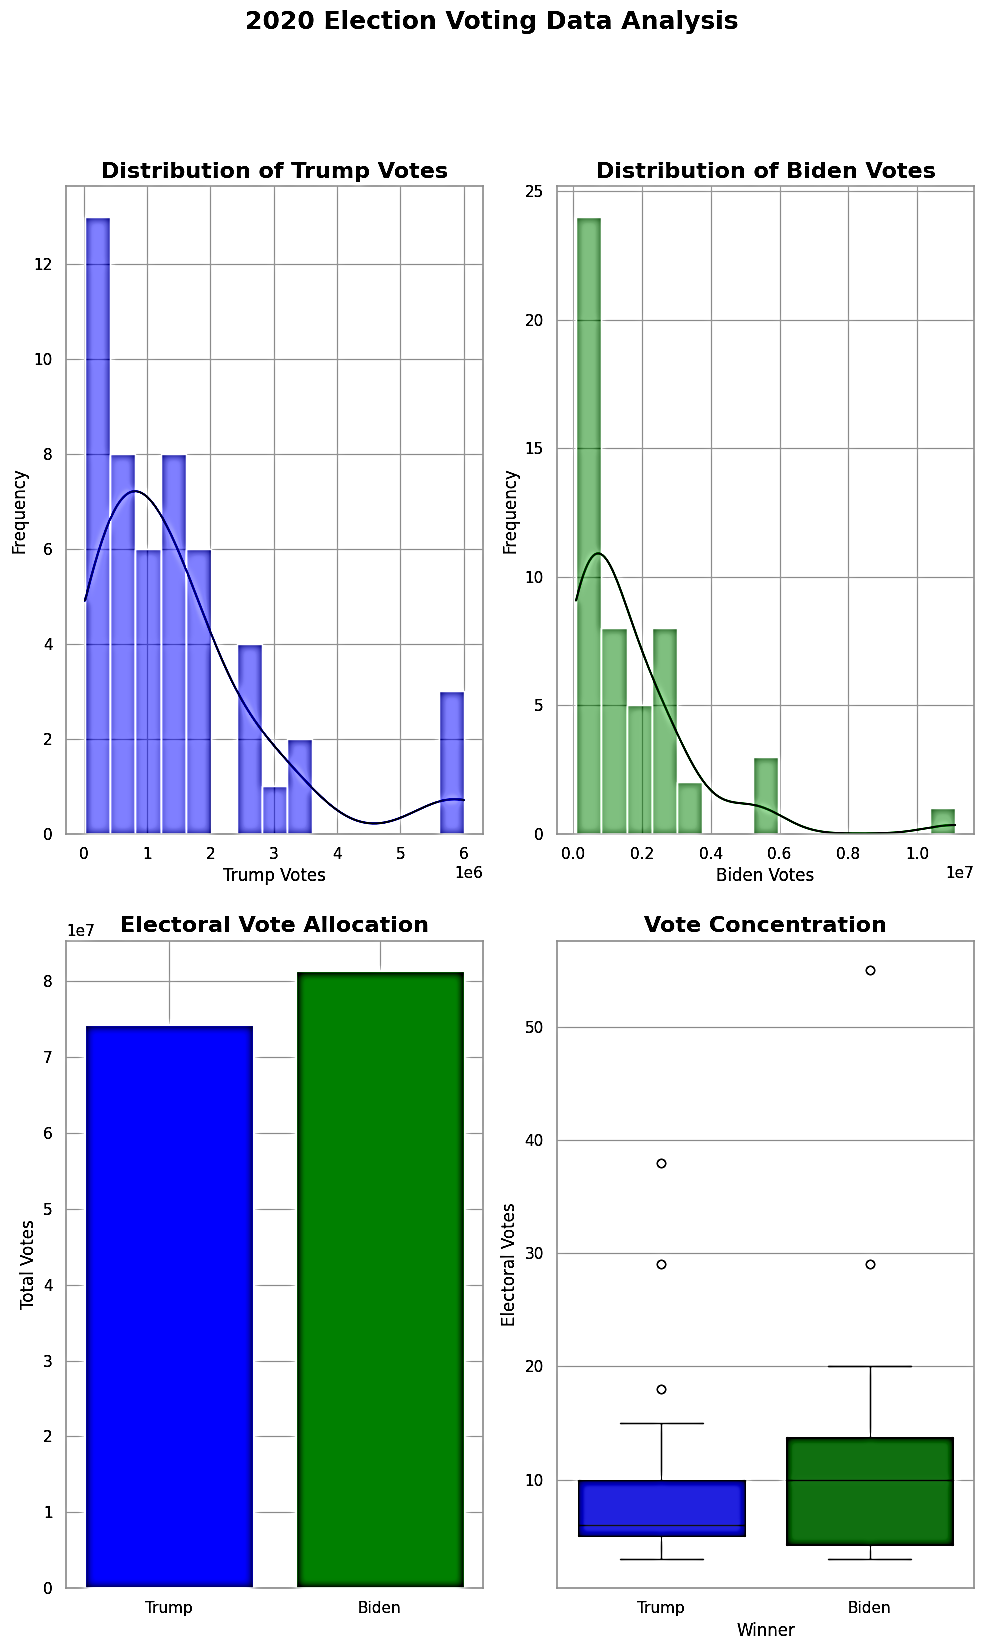 2020 Election Voting Data Analysis
Distribution of Trump Votes
Frequency
12
10
8
6
4
2
0
0 1 2 3 4 5 6
1e6
Trump Votes
Distribution of Biden Votes
Frequency
25
20
15
10
5
0
0.0 0.2 0.4 0.6 0.8 1.0
1e7
Biden Votes
Electoral Vote Allocation
1e7
Total Votes
8
7
6
5
4
3
2
1
0
Trump Biden
Vote Concentration
Electoral Votes
50
40
30
20
10
Trump Biden
Winner